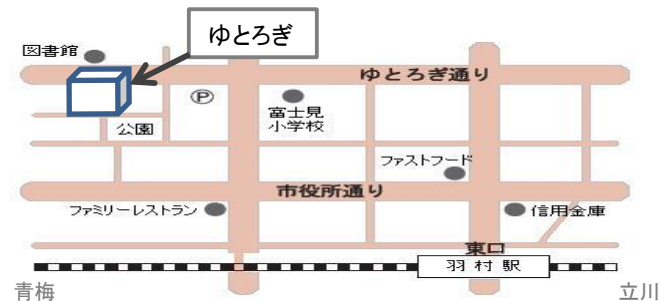 ゆとろぎ
図書館
ゆとろぎ通り
Ⓟ
富士見
小学校
公園
ファストフード
市役所通り
ファミリーレストラン
信用金庫
東口
羽村駅
青梅
立川